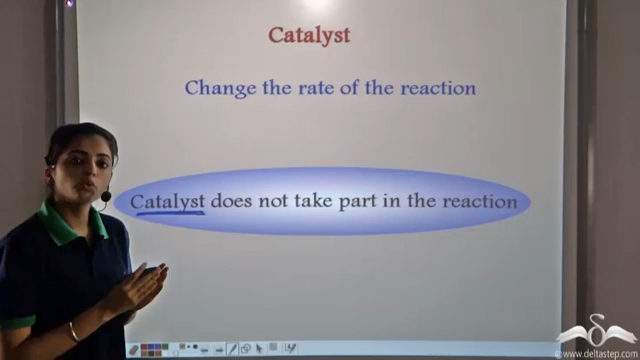 Catalyst
Change the rate of the reaction
Catalyst does not take part in the reaction
© www.deltastep.com